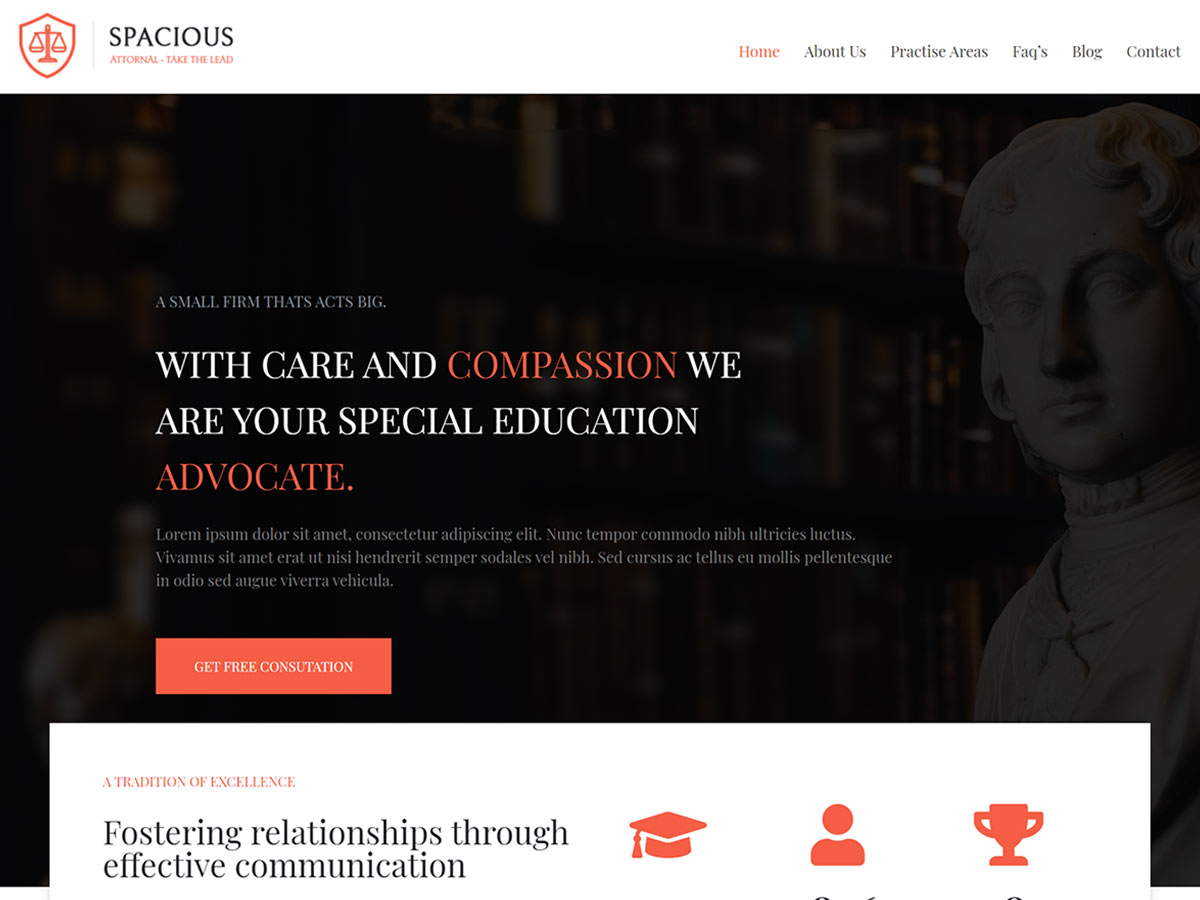 SPACIOUS
ATTORNAL - TAKE THE LEAD
Home About Us Practise Areas Faq's Blog Contact
A SMALL FIRM THATS ACTS BIG.
WITH CARE AND COMPASSION WE
ARE YOUR SPECIAL EDUCATION
ADVOCATE.
Lorem ipsum dolor sit amet, consectetur adipiscing elit. Nunc tempor commodo nibh ultricies luctus.
Vivamus sit amet erat ut nisi hendrerit semper sodales vel nibh. Sed cursus ac tellus eu mollis pellentesque
in odio sed augue viverra vehicula.
GET FREE CONSUTATION
A TRADITION OF EXCELLENCE
Fostering relationships through
effective communication